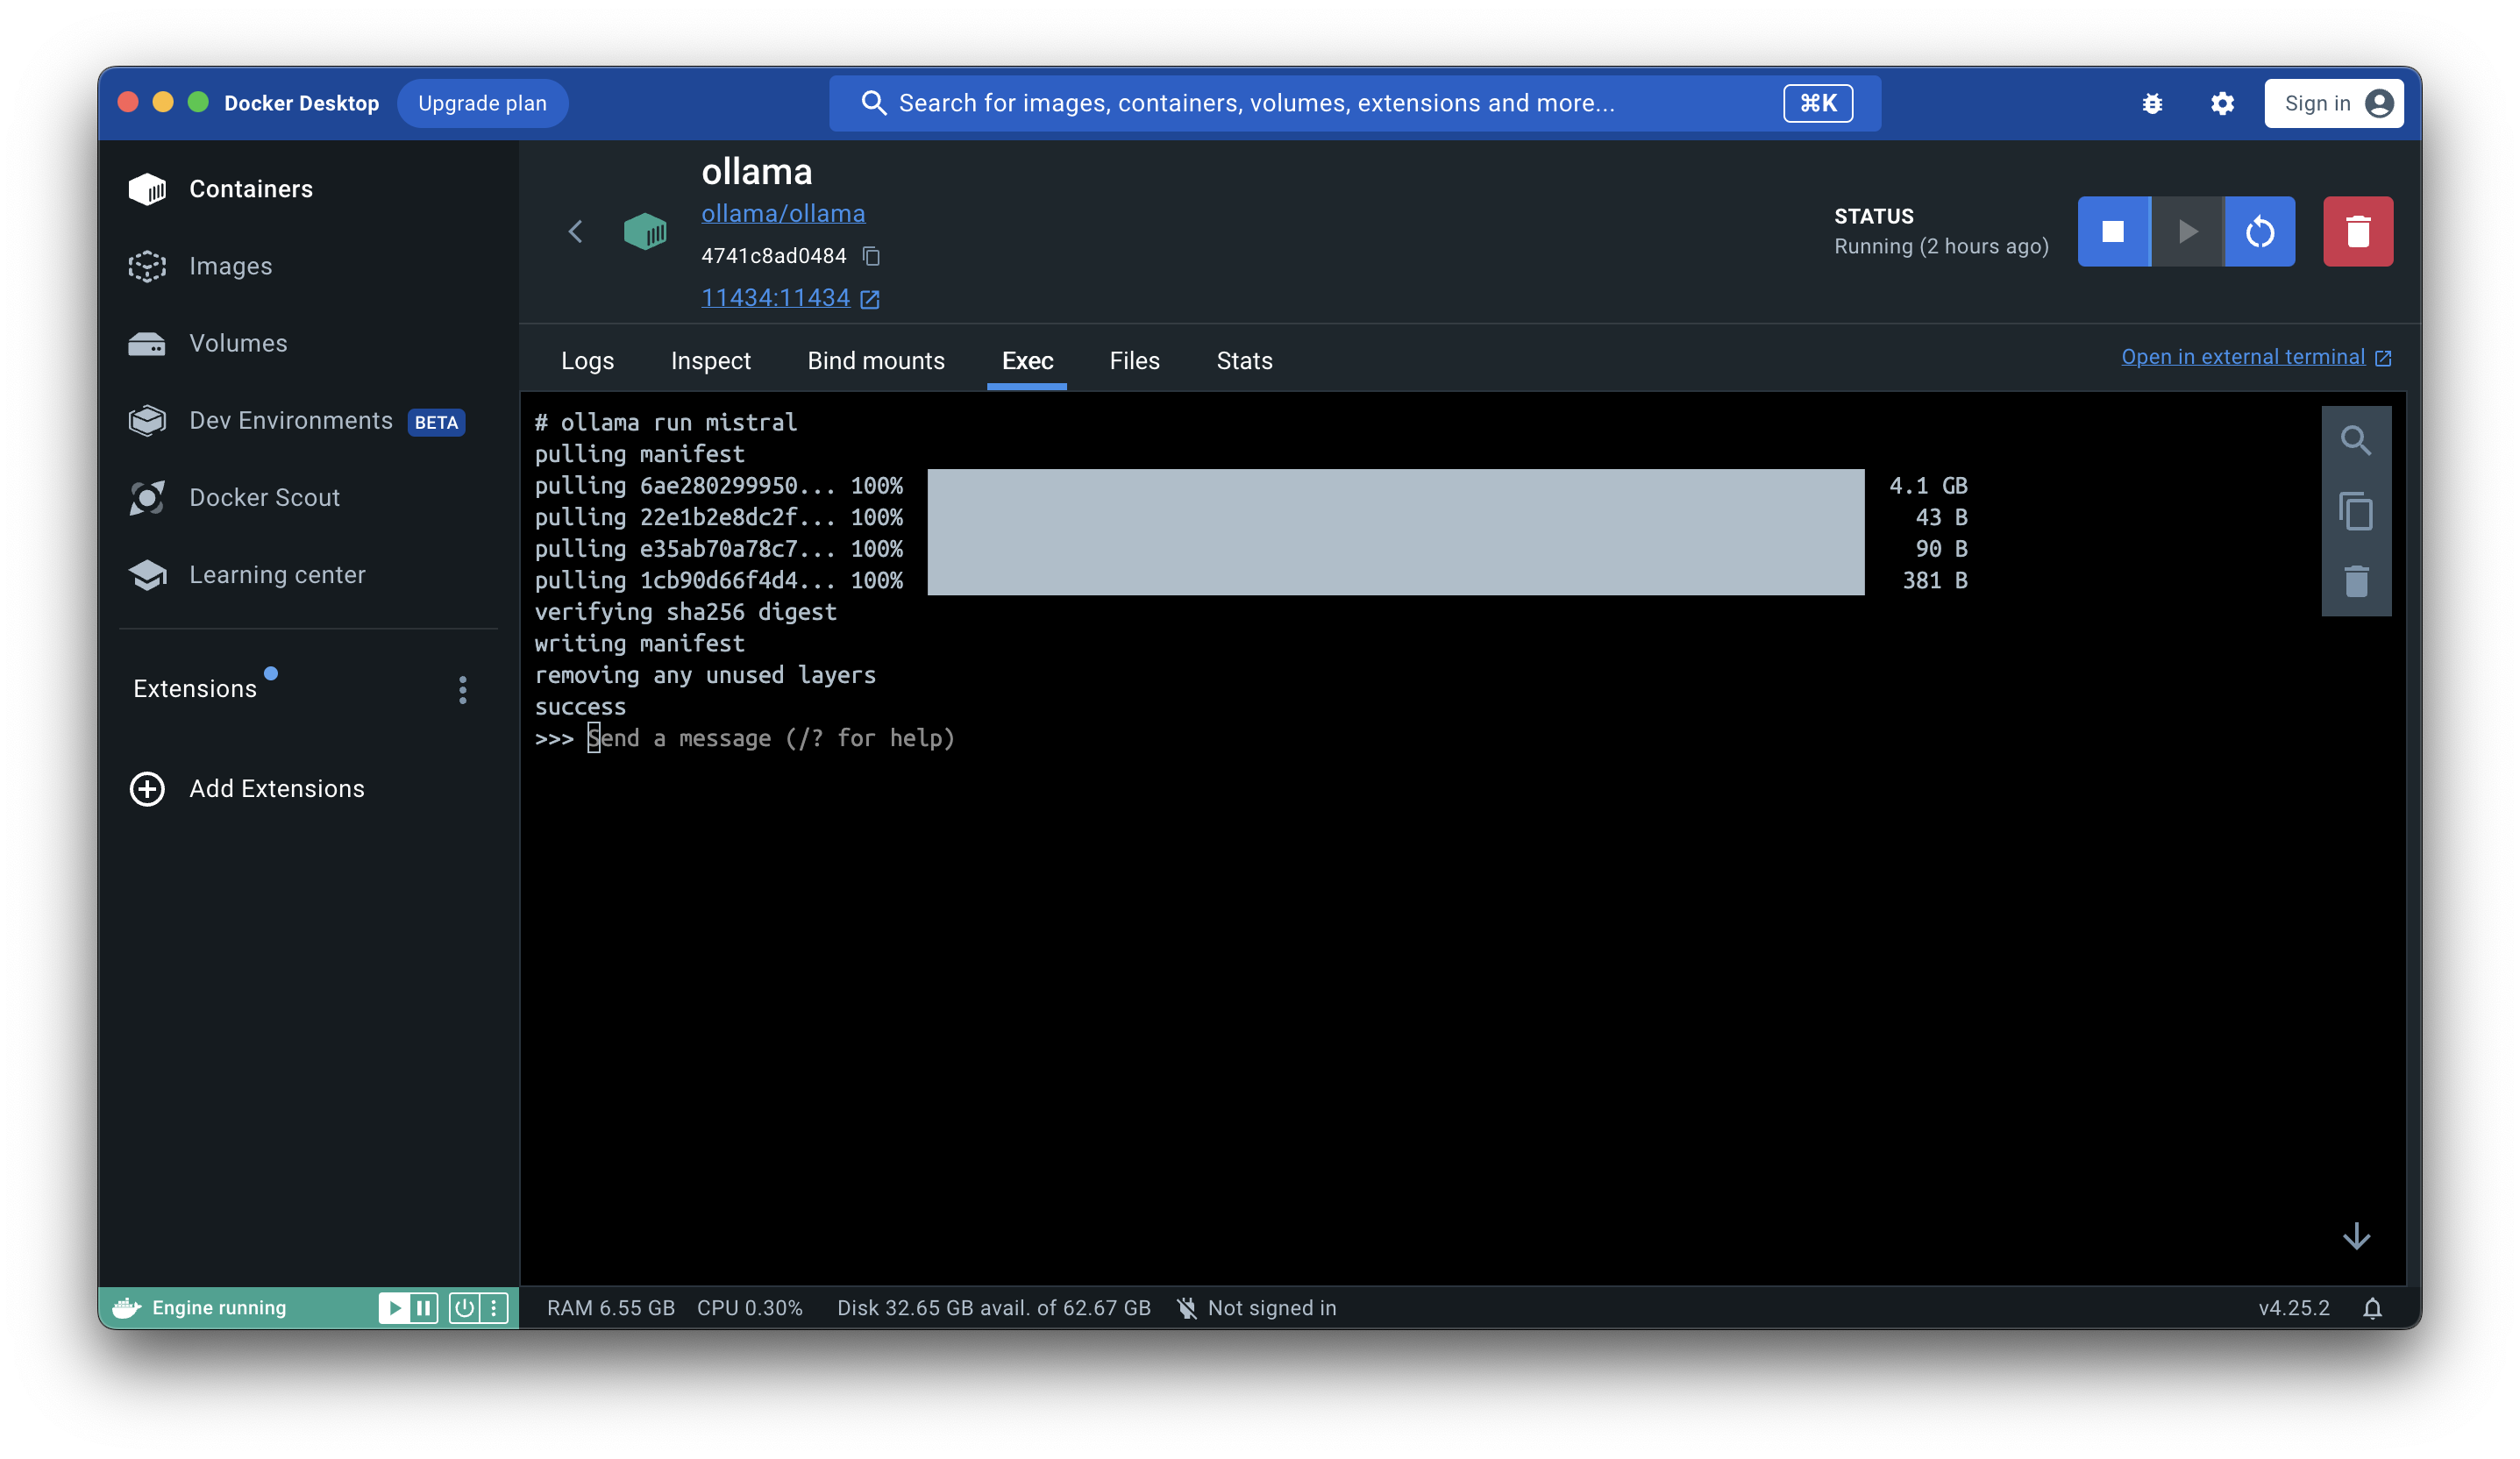 Docker Desktop
Upgrade plan
Search for images, containers, volumes, extensions and more...
⌘K
Sign in
Containers
Images
Volumes
Dev Environments BETA
Docker Scout
Learning center
Extensions
Add Extensions
ollama
ollama/ollama
4741c8ad0484
11434:11434
STATUS
Running (2 hours ago)
Logs Inspect Bind mounts Exec Files Stats
Open in external terminal
# ollama run mistral
pulling manifest
pulling 6ae280299950... 100% 4.1 GB
pulling 22e1b2e8dc2f... 100% 43 B
pulling e35ab70a78c7... 100% 90 B
pulling 1cb90d66f4d4... 100% 381 B
verifying sha256 digest
writing manifest
removing any unused layers
success
>>> Send a message (/? for help)
Engine running
RAM 6.55 GB CPU 0.30% Disk 32.65 GB avail. of 62.67 GB Not signed in
v4.25.2